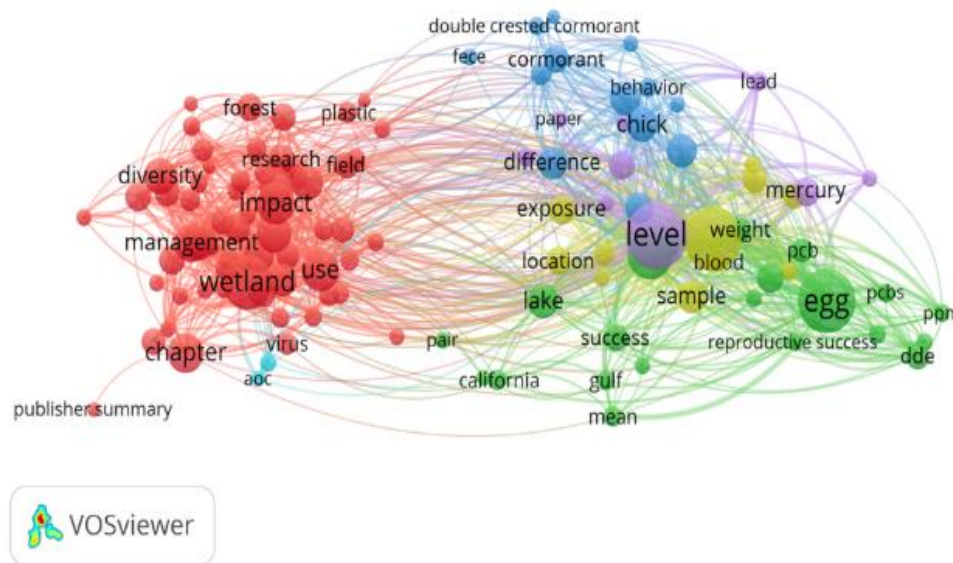 double crested cormorant
fece
cormorant
behavior
lead
forest
plastic
paper
chick
research
field
difference
diversity
mercury
impact
exposure
management
level
weight
pcb
wetland
use
location
blood
lake
sample
egg
pcbs
ppm
chapter
virus
pair
success
reproductive success
dde
aoc
california
gulf
publisher summary
mean
VOSviewer